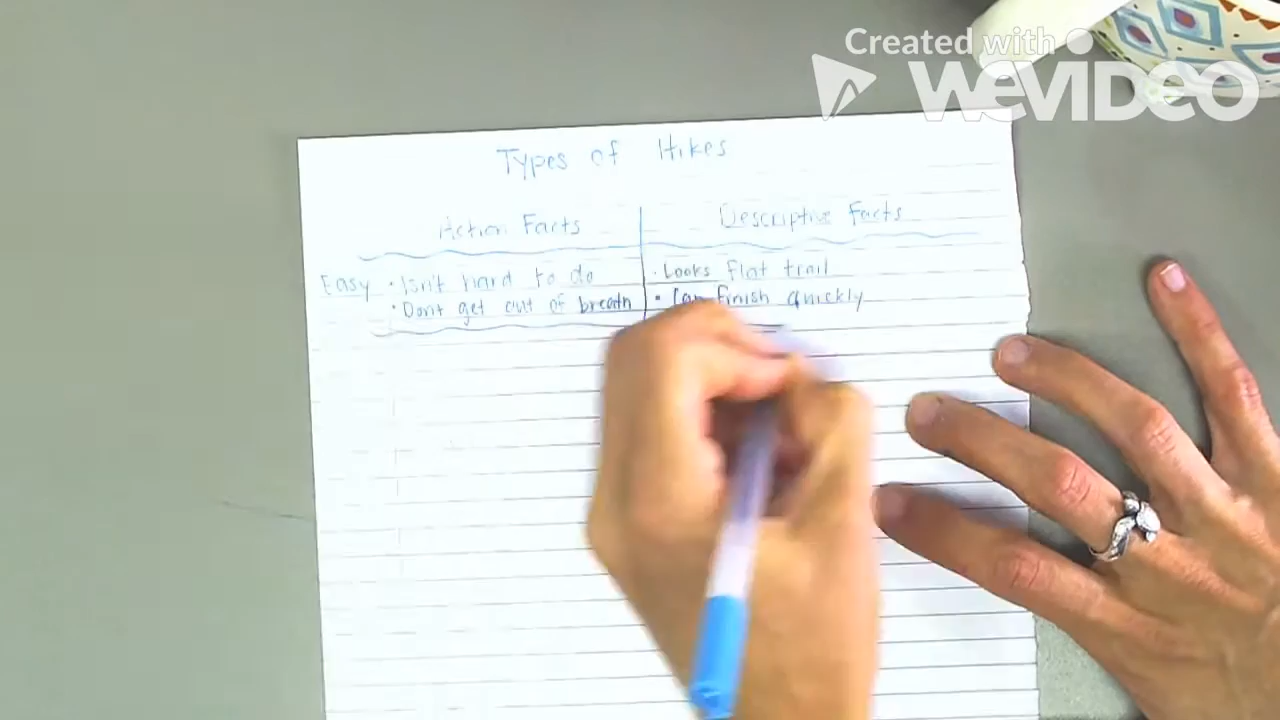 Created with
WEVIDEO
Types of Hikes
Action Facts
Descriptive Facts
Easy • Isn't hard to do
• Looks flat trail
• Don't get out of breath
• Can finish quickly